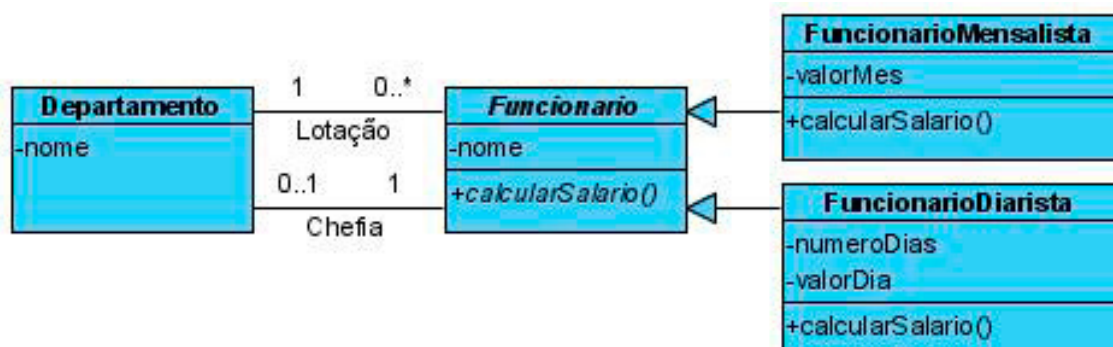 Departamento
-nome
1 0..*
Lotação
0..1 1
Chefia
Funcionario
-nome
+calcularSalario()
FuncionarioMensalista
-valorMes
+calcularSalario()
FuncionarioDiarista
-numeroDias
-valorDia
+calcularSalario()